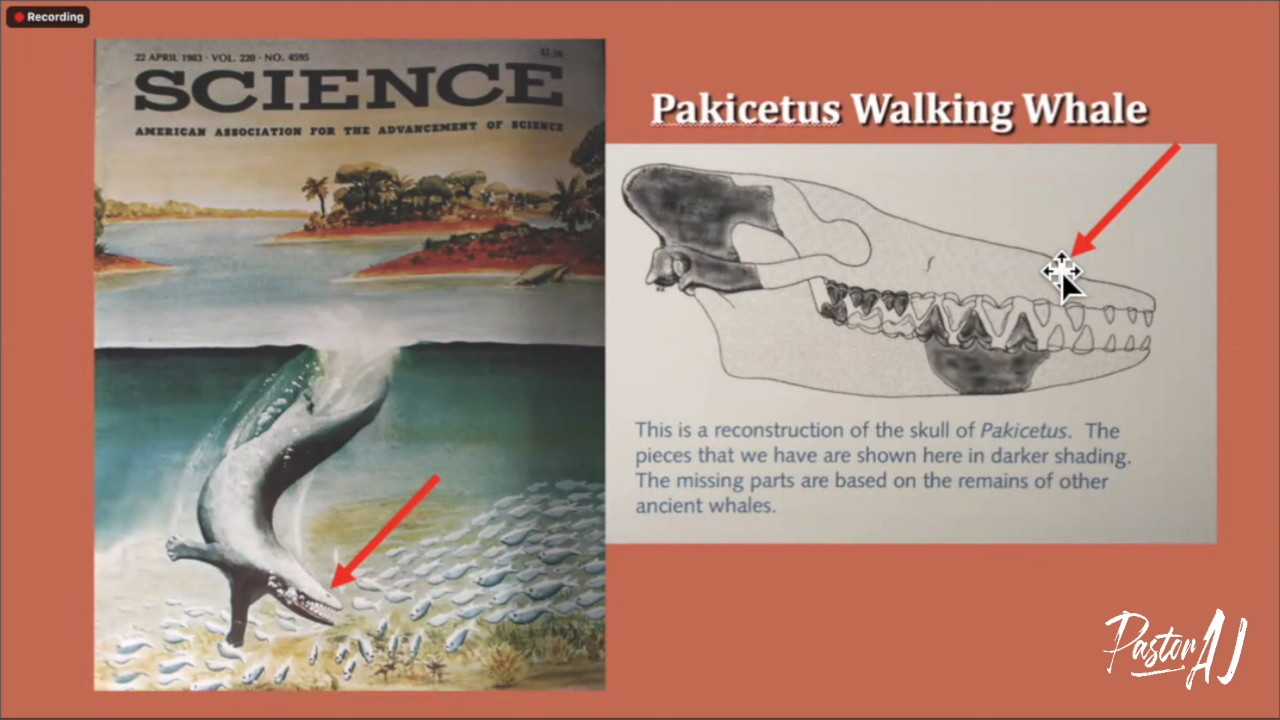 Recording
22 APRIL 1983 · VOL. 220 · NO. 4595
SCIENCE
AMERICAN ASSOCIATION FOR THE ADVANCEMENT OF SCIENCE
Pakicetus Walking Whale
This is a reconstruction of the skull of Pakicetus. The
pieces that we have are shown here in darker shading.
The missing parts are based on the remains of other
ancient whales.
Pastor AJ